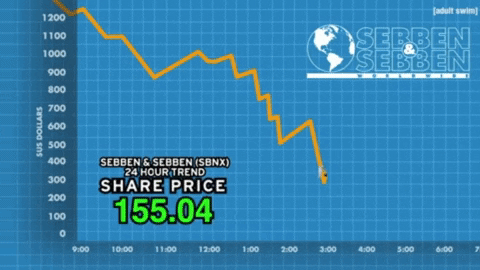 [adult swim]
SEBBEN
& SEBBEN
WORLDWIDE
1200
1100
1000
900
800
700
600
500
400
300
200
100
0
SUS DOLLARS
SEBBEN & SEBBEN (SBNX)
24 HOUR TREND
SHARE PRICE
155.04
9:00 10:00 11:00 12:00 1:00 2:00 3:00 4:00 5:00 6:00 7